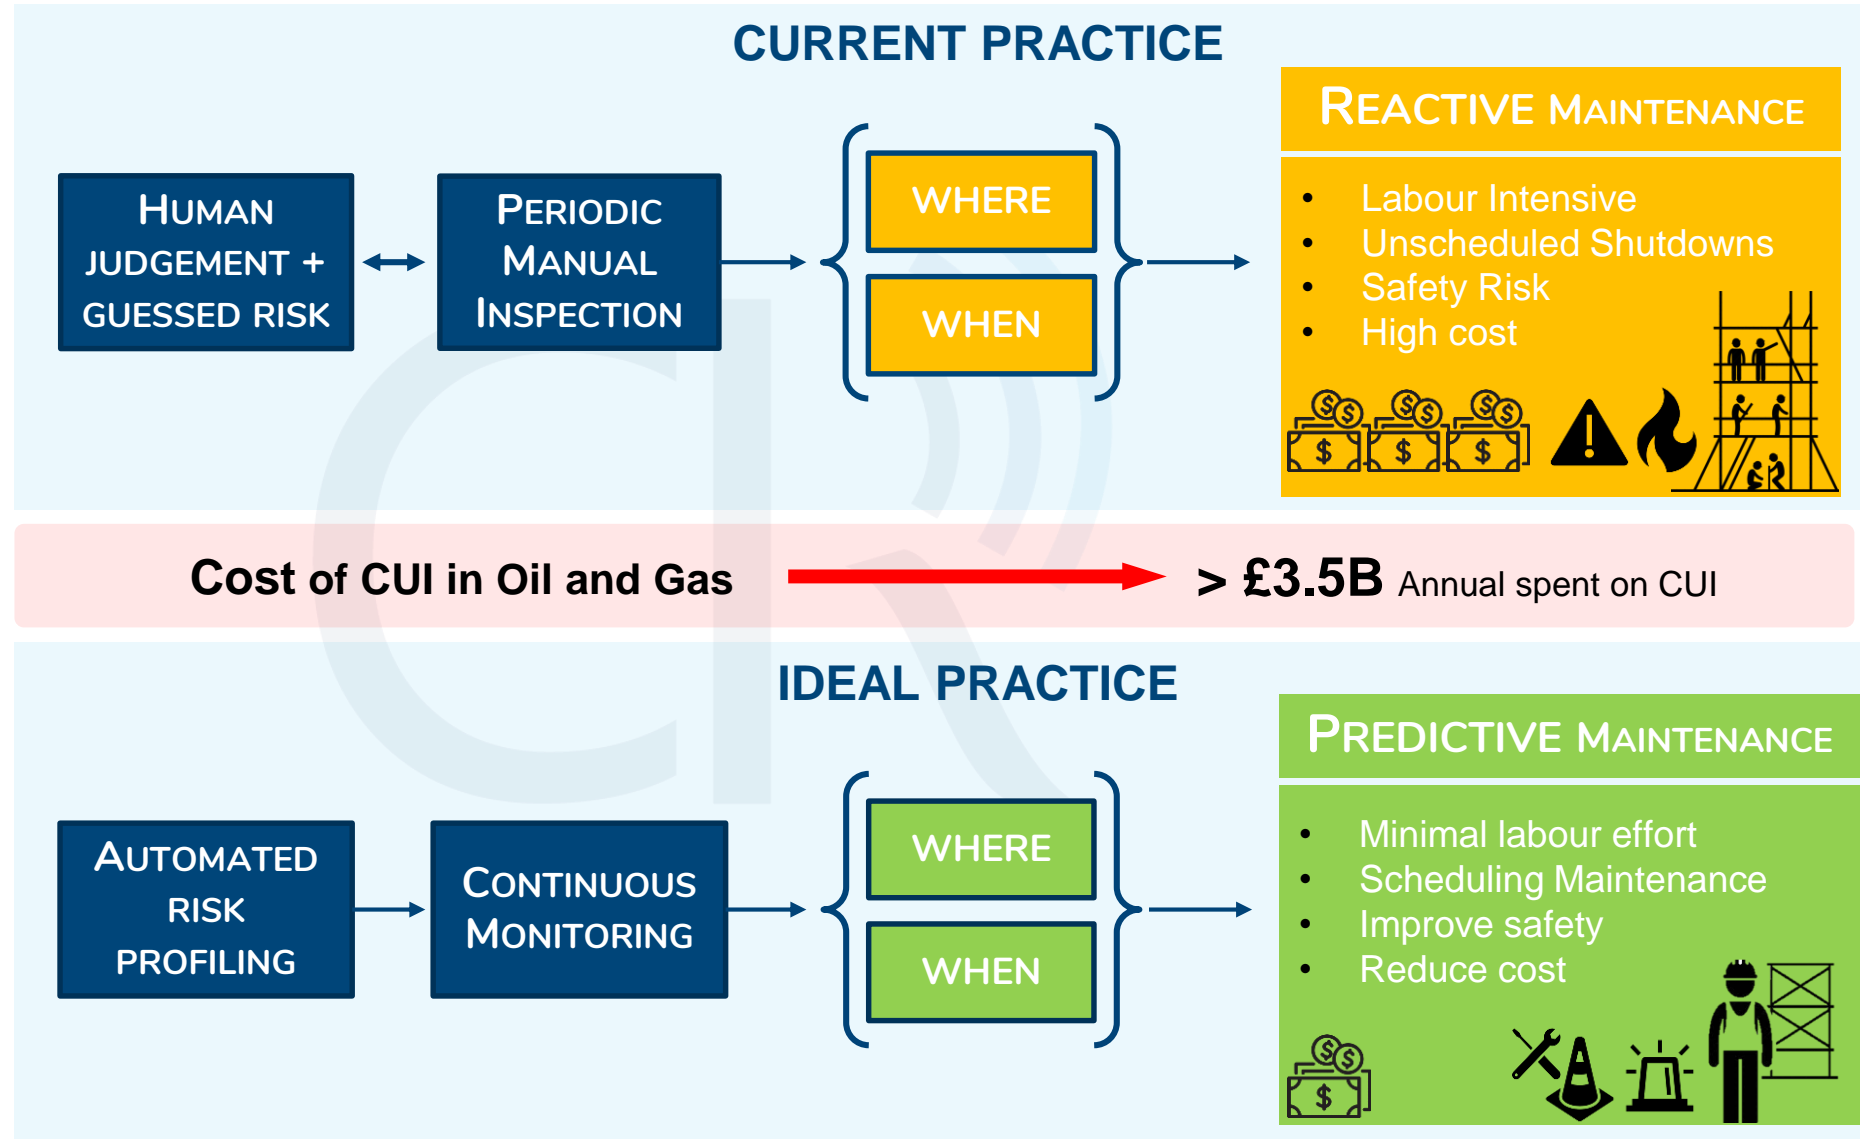 CURRENT PRACTICE
HUMAN
JUDGEMENT +
GUESSED RISK
PERIODIC
MANUAL
INSPECTION
WHERE
WHEN
REACTIVE MAINTENANCE
• Labour Intensive
• Unscheduled Shutdowns
• Safety Risk
• High cost
$ $ $ $ $ $
$ $ $
Cost of CUI in Oil and Gas
> £3.5B Annual spent on CUI
IDEAL PRACTICE
AUTOMATED
RISK
PROFILING
CONTINUOUS
MONITORING
WHERE
WHEN
PREDICTIVE MAINTENANCE
• Minimal labour effort
• Scheduling Maintenance
• Improve safety
• Reduce cost
$ $
$
CR